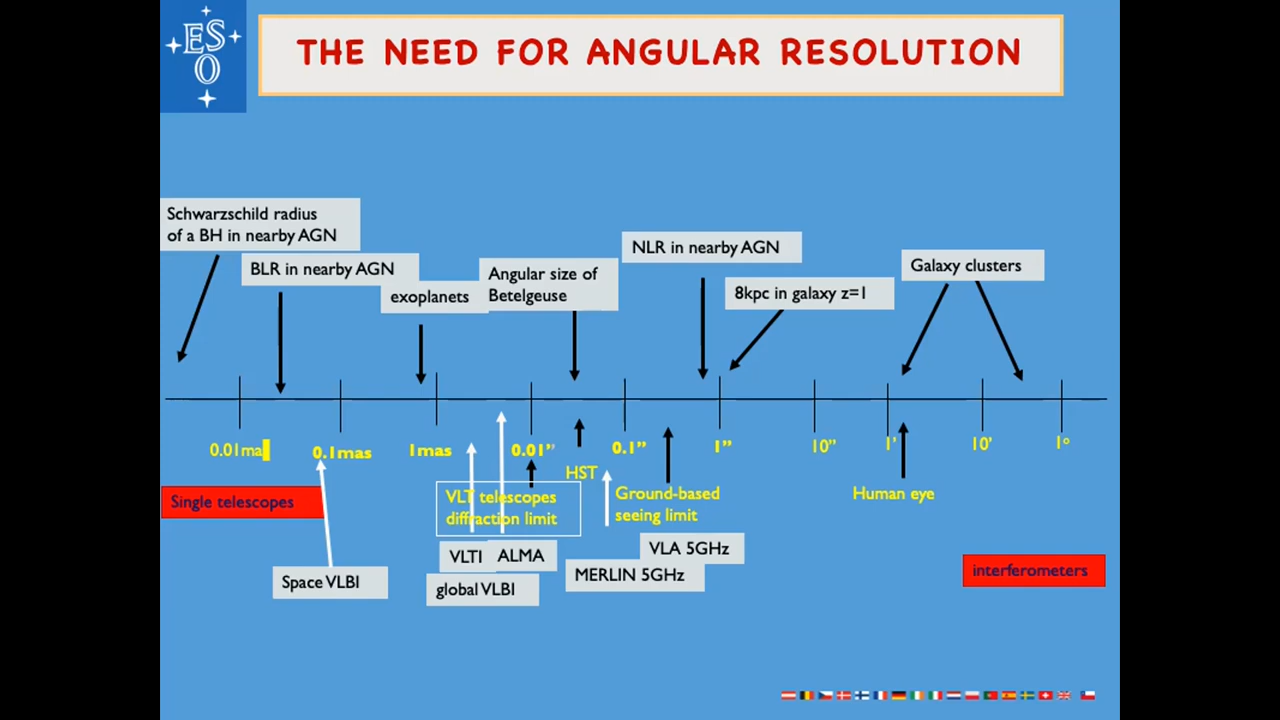 ES
O
THE NEED FOR ANGULAR RESOLUTION
Schwarzschild radius
of a BH in nearby AGN
BLR in nearby AGN
exoplanets
Angular size of
Betelgeuse
NLR in nearby AGN
8kpc in galaxy z=1
Galaxy clusters
0.01ma
0.1mas
1mas
0.01”
0.1”
1”
10”
1’
10’
1°
HST
Single telescopes
VLT telescopes
diffraction limit
Ground-based
seeing limit
Human eye
VLTI
ALMA
VLA 5GHz
Space VLBI
global VLBI
MERLIN 5GHz
interferometers